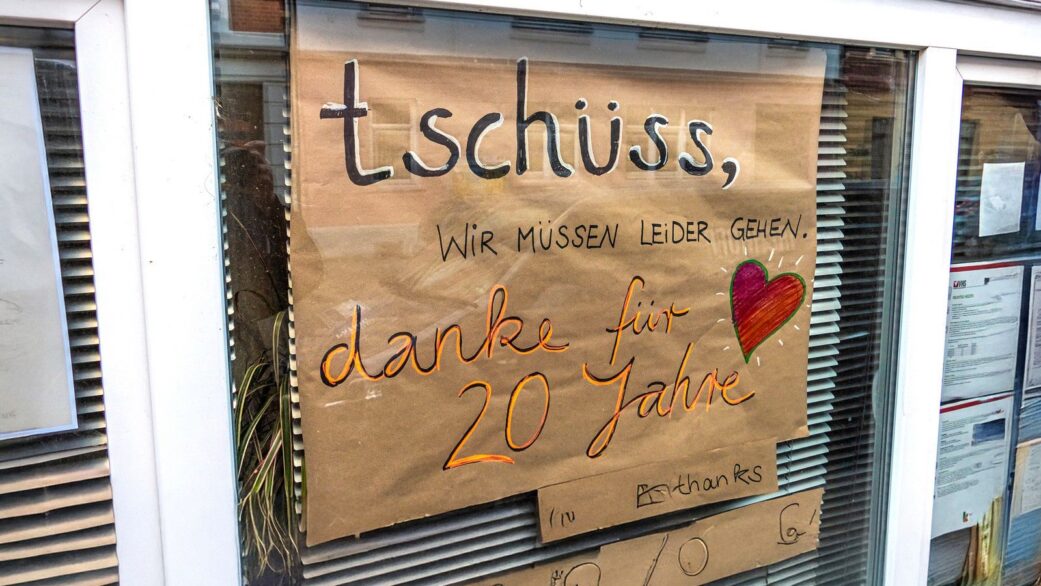 tschüss,
WIR MÜSSEN LEIDER GEHEN.
danke für
20 Jahre
thanks